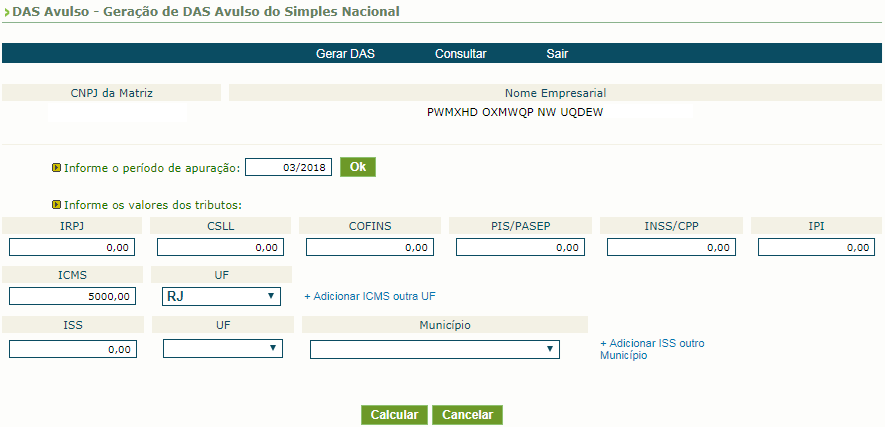 DAS Avulso - Geração de DAS Avulso do Simples Nacional
Gerar DAS Consultar Sair
CNPJ da Matriz Nome Empresarial
PWMXHD OXMWQP NW UQDEW
Informe o período de apuração: 03/2018 Ok
Informe os valores dos tributos:
IRPJ CSLL COFINS PIS/PASEP INSS/CPP IPI
0,00 0,00 0,00 0,00 0,00 0,00
ICMS UF
5000,00 RJ + Adicionar ICMS outra UF
ISS UF Município
0,00 + Adicionar ISS outro
Município
Calcular Cancelar